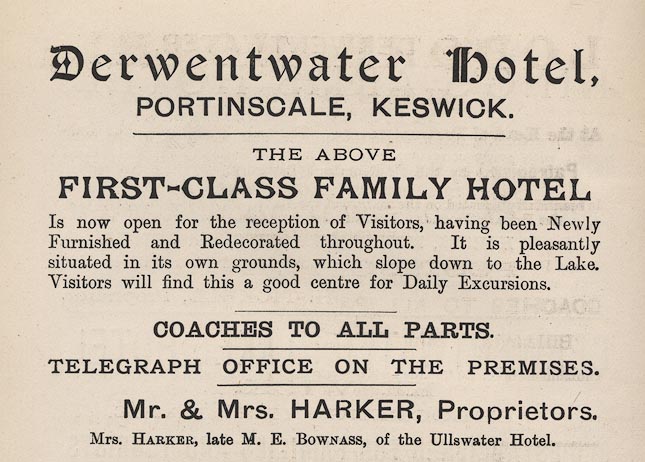 Derwentwater Hotel,
PORTINSCALE, KESWICK.
THE ABOVE
FIRST-CLASS FAMILY HOTEL
Is now open for the reception of Visitors, having been Newly
Furnished and Redecorated throughout. It is pleasantly
situated in its own grounds, which slope down to the Lake.
Visitors will find this a good centre for Daily Excursions.
COACHES TO ALL PARTS.
TELEGRAPH OFFICE ON THE PREMISES.
Mr. & Mrs. HARKER, Proprietors.
Mrs. HARKER, late M. E. BOWNASS, of the Ullswater Hotel.